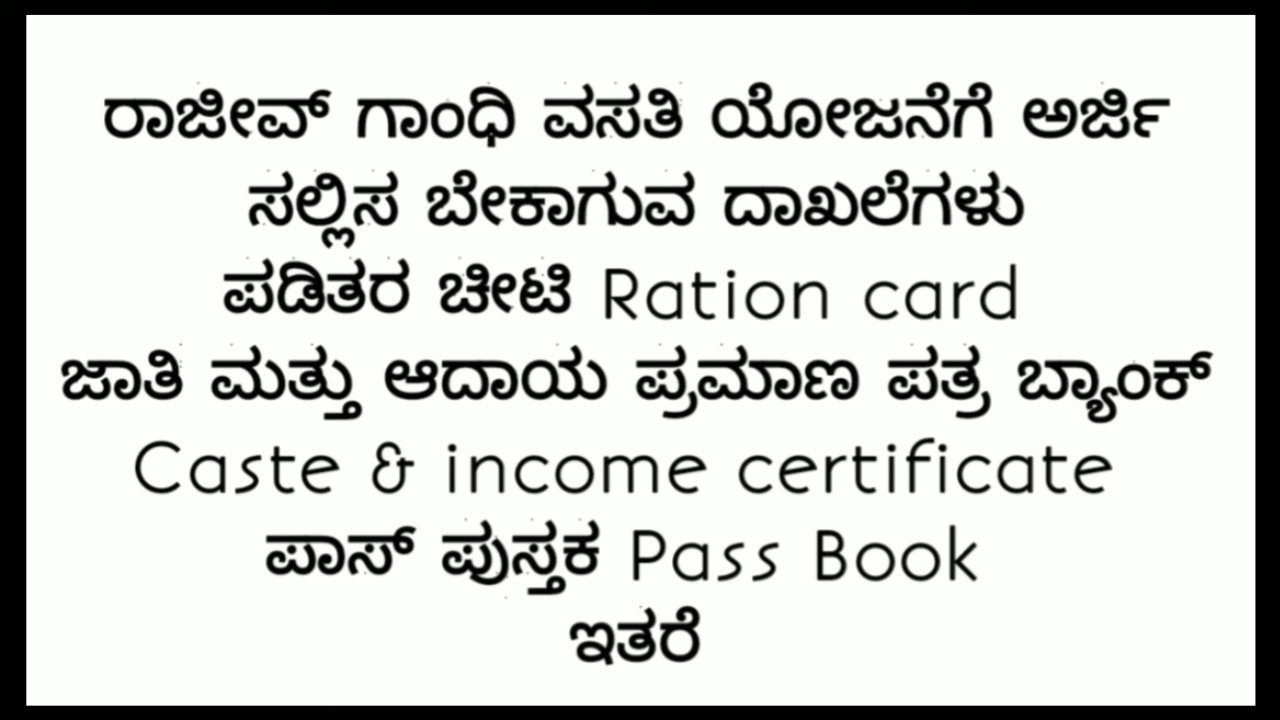 ರಾಜೀವ್ ಗಾಂಧಿ ವಸತಿ ಯೋಜನೆಗೆ ಅರ್ಜಿ
ಸಲ್ಲಿಸ ಬೇಕಾಗುವ ದಾಖಲೆಗಳು
ಪಡಿತರ ಚೀಟಿ Ration card
ಜಾತಿ ಮತ್ತು ಆದಾಯ ಪ್ರಮಾಣ ಪತ್ರ ಬ್ಯಾಂಕ್
Caste & income certificate
ಪಾಸ್ ಪುಸ್ತಕ Pass Book
ಇತರೆ